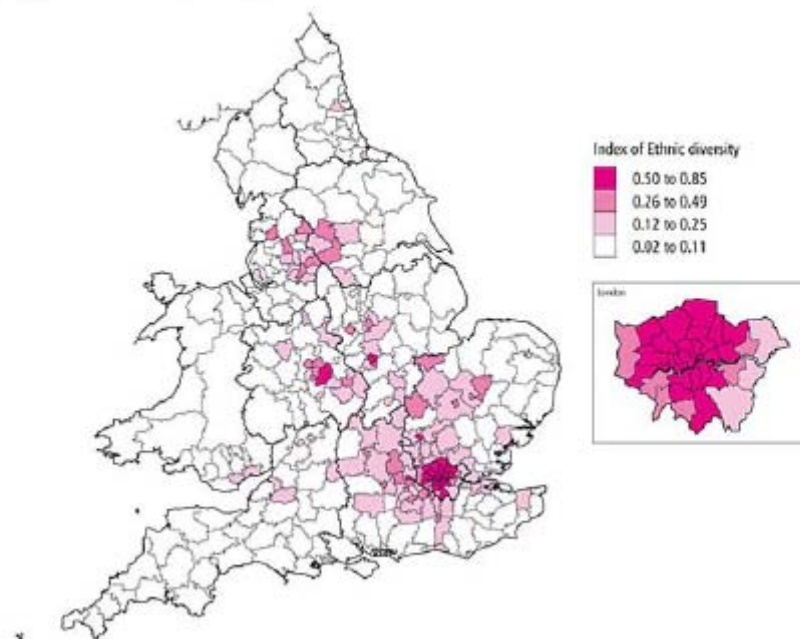 Index of Ethnic diversity
0.50 to 0.85
0.26 to 0.49
0.12 to 0.25
0.02 to 0.11
London